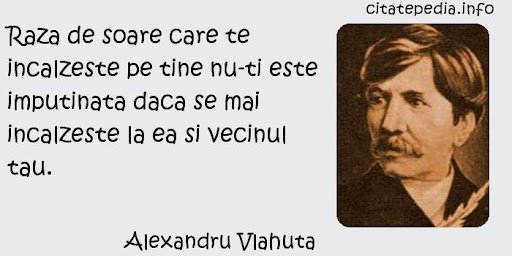 citatepedia.info
Raza de soare care te
incalzeste pe tine nu-ti este
imputinata daca se mai
incalzeste la ea si vecinul
tau.
Alexandru Vlahuta